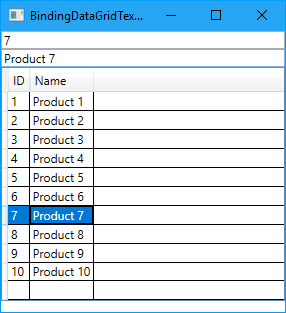 BindingDataGridTex...
7
Product 7
ID Name
1 Product 1
2 Product 2
3 Product 3
4 Product 4
5 Product 5
6 Product 6
7 Product 7
8 Product 8
9 Product 9
10 Product 10